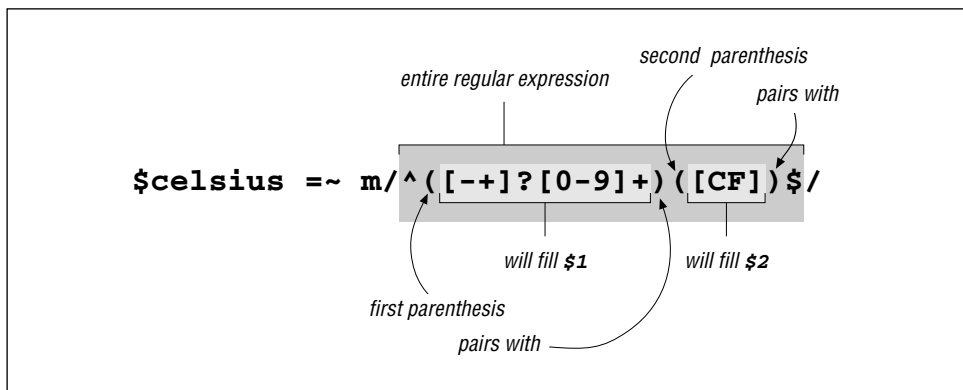 second parenthesis
entire regular expression
pairs with
$celsius =~ m/^([-+]?[0-9]+)([CF])$/
will fill $1
will fill $2
first parenthesis
pairs with